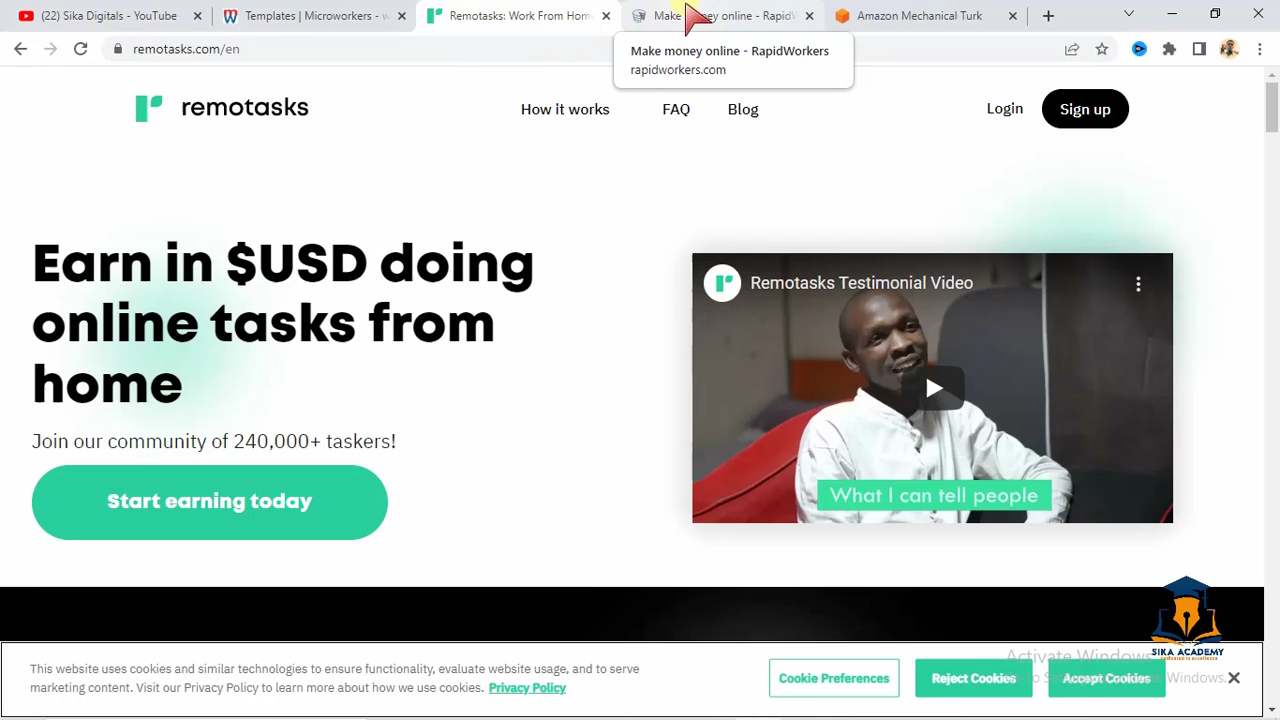 (22) Sika Digitals - YouTube
Templates | Microworkers - w
Remotasks: Work From Home
Make money online - RapidW
Amazon Mechanical Turk
remotasks.com/en
Make money online - RapidWorkers
rapidworkers.com
remotasks
How it works
FAQ
Blog
Login
Sign up
Earn in $USD doing
online tasks from
home
Join our community of 240,000+ taskers!
Start earning today
Remotasks Testimonial Video
What I can tell people
This website uses cookies and similar technologies to ensure functionality, evaluate website usage, and to serve
marketing content. Visit our Privacy Policy to learn more about how we use cookies. Privacy Policy
Cookie Preferences
Reject Cookies
Accept Cookies
Activate Windows
SIKA ACADEMY